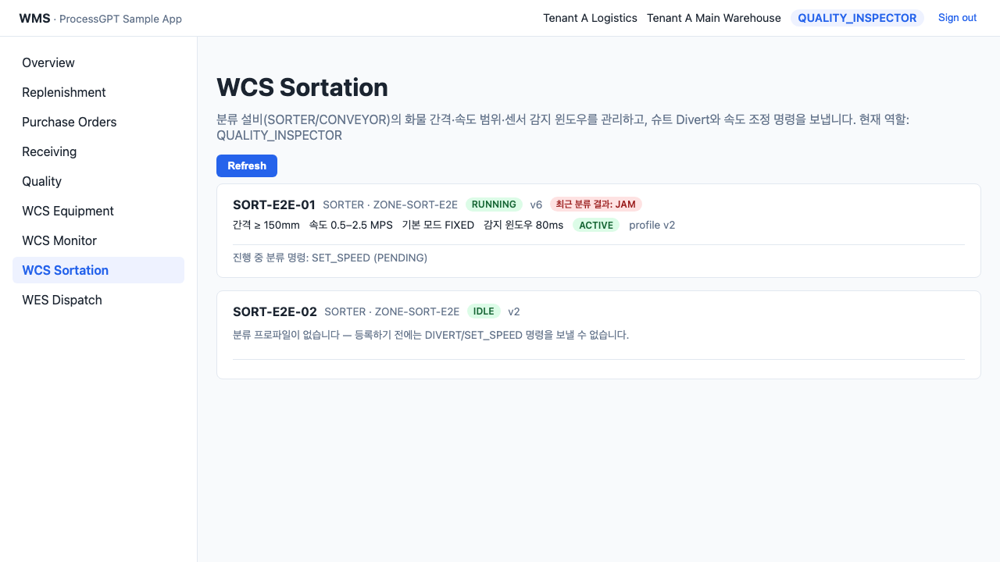 WMS · ProcessGPT Sample App
Tenant A Logistics Tenant A Main Warehouse QUALITY_INSPECTOR Sign out
Overview
Replenishment
Purchase Orders
Receiving
Quality
WCS Equipment
WCS Monitor
WCS Sortation
WES Dispatch
WCS Sortation
분류 설비(SORTER/CONVEYOR)의 화물 간격·속도 범위·센서 감지 윈도우를 관리하고, 슈트 Divert와 속도 조정 명령을 보냅니다. 현재 역할:
QUALITY_INSPECTOR
Refresh
SORT-E2E-01 SORTER · ZONE-SORT-E2E RUNNING v6 최근 분류 결과: JAM
간격 ≥ 150mm 속도 0.5–2.5 MPS 기본 모드 FIXED 감지 윈도우 80ms ACTIVE profile v2
진행 중 분류 명령: SET_SPEED (PENDING)
SORT-E2E-02 SORTER · ZONE-SORT-E2E IDLE v2
분류 프로파일이 없습니다 — 등록하기 전에는 DIVERT/SET_SPEED 명령을 보낼 수 없습니다.